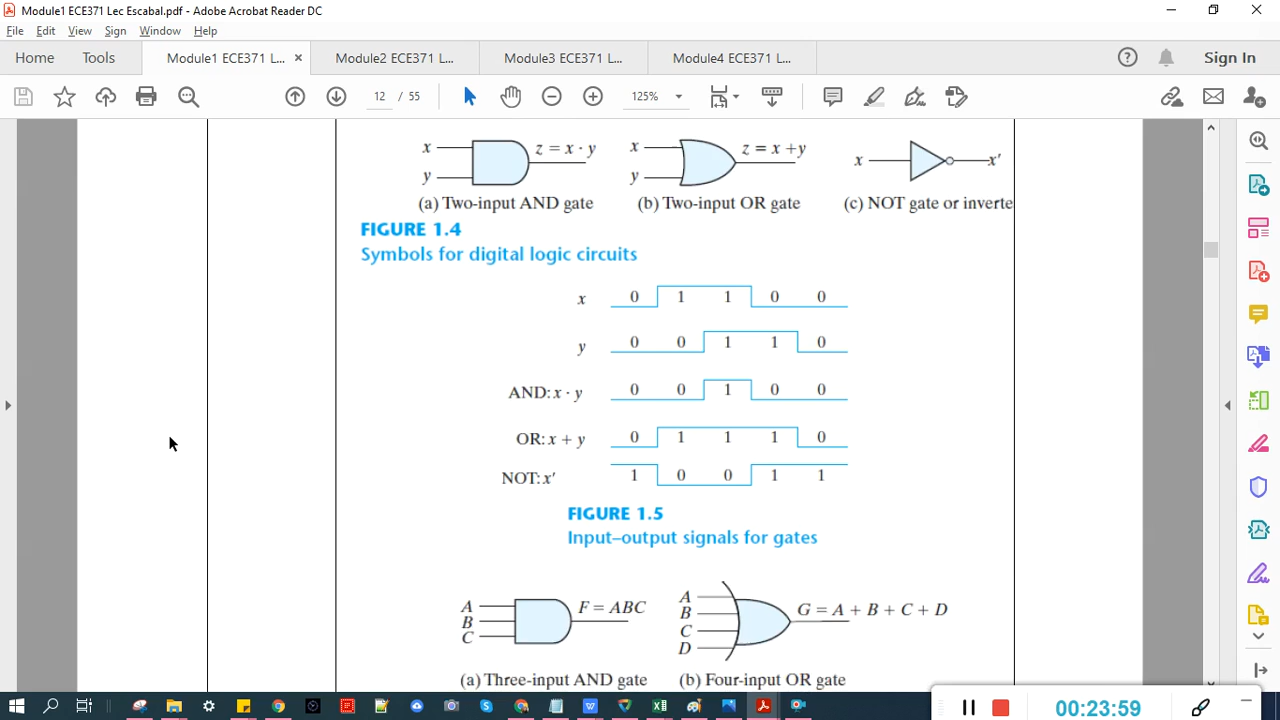 Module1 ECE371 Lec Escabal.pdf - Adobe Acrobat Reader DC
File Edit View Sign Window Help
Home Tools Module1 ECE371 L... × Module2 ECE371 L... Module3 ECE371 L... Module4 ECE371 L... Sign In
12 / 55 125%
x z = x · y x z = x +y
y y x x′
(a) Two-input AND gate (b) Two-input OR gate (c) NOT gate or inverte
FIGURE 1.4
Symbols for digital logic circuits
x 0 1 1 0 0
y 0 0 1 1 0
AND: x · y 0 0 1 0 0
OR: x + y 0 1 1 1 0
NOT: x′ 1 0 0 1 1
FIGURE 1.5
Input–output signals for gates
A F = ABC A G = A + B + C + D
B B
C C
D
(a) Three-input AND gate (b) Four-input OR gate
00:23:59